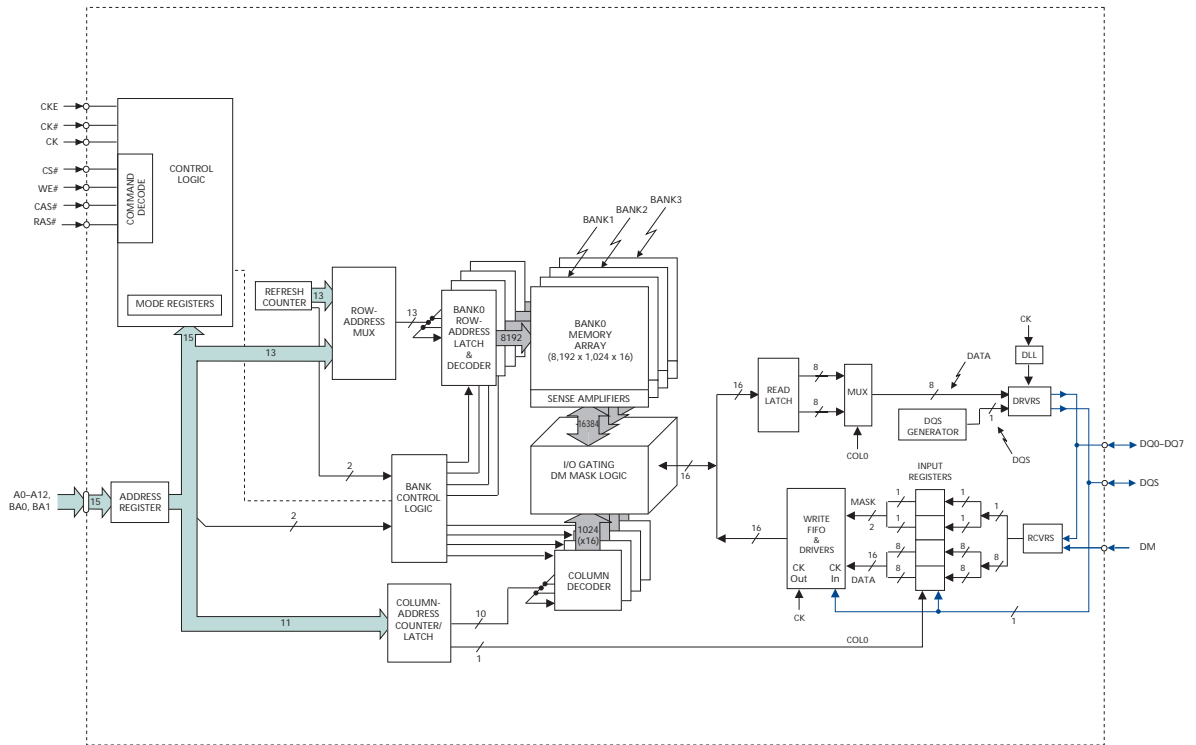 CKE
CK#
CK
CS#
WE#
CAS#
RAS#
COMMAND
DECODE
CONTROL
LOGIC
MODE REGISTERS
15
REFRESH
COUNTER
13
13
ROW-
ADDRESS
MUX
13
BANK0
ROW-
ADDRESS
LATCH
&
DECODER
8192
BANK1
BANK2
BANK3
BANK0
MEMORY
ARRAY
(8,192 x 1,024 x 16)
SENSE AMPLIFIERS
16384
I/O GATING
DM MASK LOGIC
16
A0–A12,
BA0, BA1
15
ADDRESS
REGISTER
2
2
BANK
CONTROL
LOGIC
1024
(x16)
COLUMN
DECODER
11
COLUMN-
ADDRESS
COUNTER/
LATCH
10
1
COL0
16
READ
LATCH
8
8
MUX
COL0
8
DATA
DQS
GENERATOR
1
DQS
CK
DLL
DRVRS
DQ0–DQ7
DQS
DM
RCVRS
INPUT
REGISTERS
16
WRITE
FIFO
&
DRIVERS
CK
Out
CK
In
CK
MASK
2
16
DATA
1
1
8
8
1
1
8
8
1
8
1